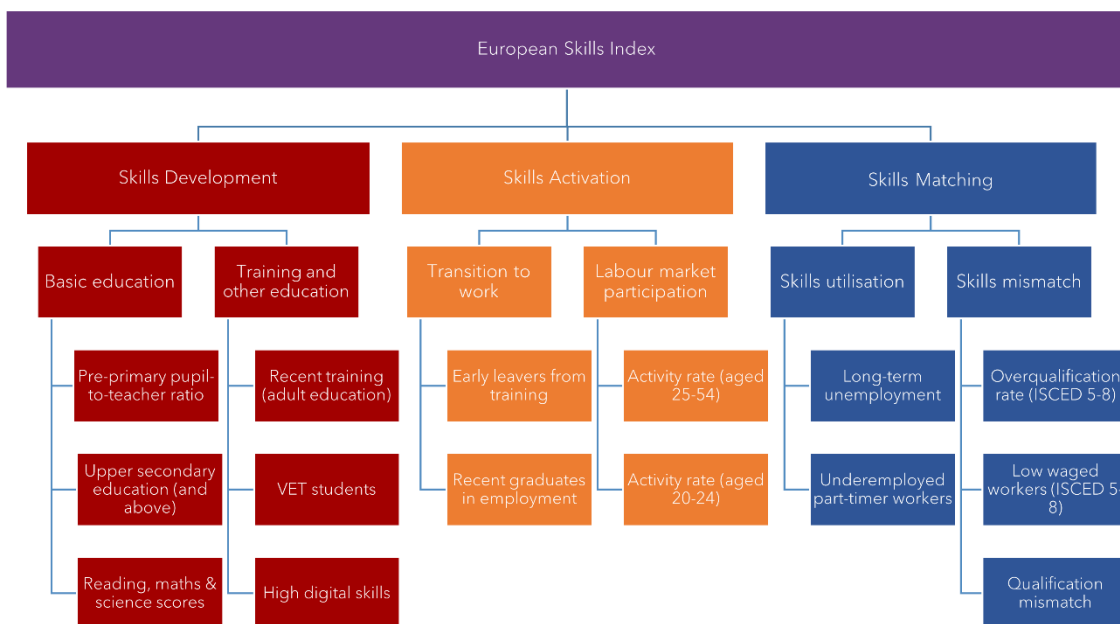 European Skills Index
Skills Development
Skills Activation
Skills Matching
Basic education
Training and
other education
Transition to
work
Labour market
participation
Skills utilisation
Skills mismatch
Pre-primary pupil-
to-teacher ratio
Recent training
(adult education)
Early leavers from
training
Activity rate (aged
25-54)
Long-term
unemployment
Overqualification
rate (ISCED 5-8)
Upper secondary
education (and
above)
VET students
Recent graduates
in employment
Activity rate (aged
20-24)
Underemployed
part-timer workers
Low waged
workers (ISCED 5-
8)
Reading, maths &
science scores
High digital skills
Qualification
mismatch